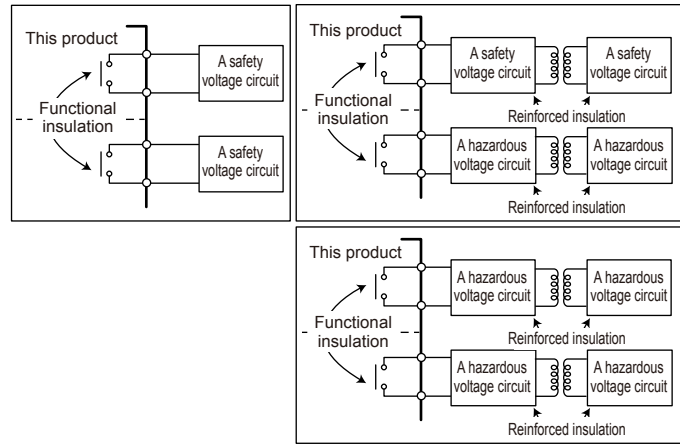 This product
A safety
voltage circuit
Functional
insulation
A safety
voltage circuit
This product
A safety
voltage circuit
A safety
voltage circuit
Reinforced insulation
Functional
insulation
A hazardous
voltage circuit
A hazardous
voltage circuit
Reinforced insulation
This product
A hazardous
voltage circuit
A hazardous
voltage circuit
Reinforced insulation
Functional
insulation
A hazardous
voltage circuit
A hazardous
voltage circuit
Reinforced insulation